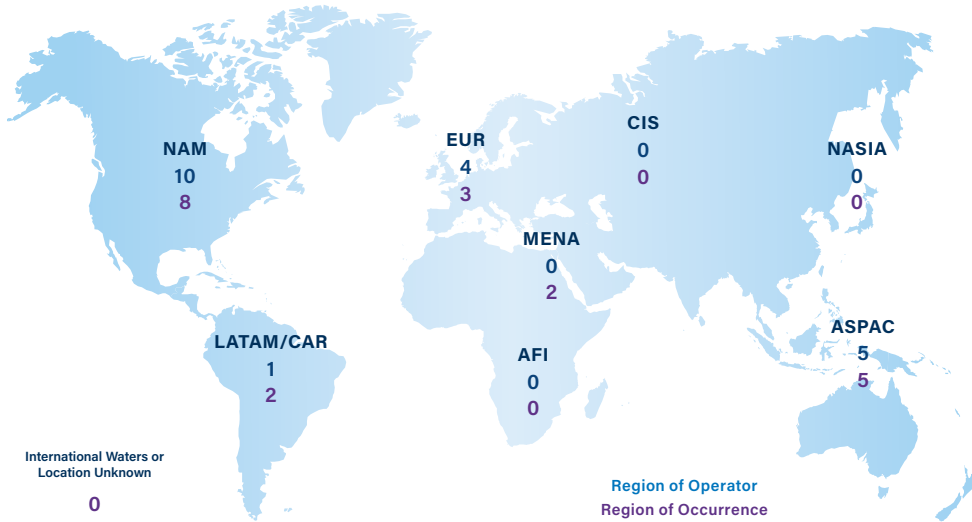 NAM
10
8
EUR
4
3
CIS
0
0
NASIA
0
0
MENA
0
2
LATAM/CAR
1
2
AFI
0
0
ASPAC
5
5
International Waters or
Location Unknown
0
Region of Operator
Region of Occurrence